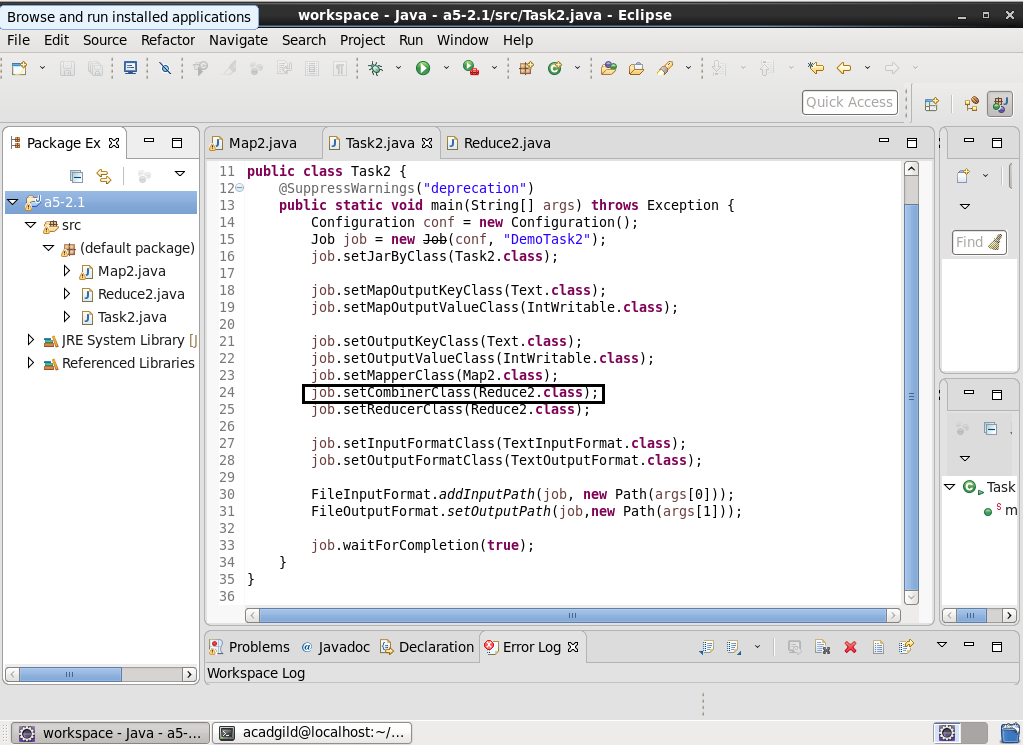 Browse and run installed applications
workspace - Java - a5-2.1/src/Task2.java - Eclipse
File Edit Source Refactor Navigate Search Project Run Window Help
Quick Access
Package Ex
Map2.java
Task2.java
Reduce2.java
a5-2.1
src
(default package)
Map2.java
Reduce2.java
Task2.java
JRE System Library [J
Referenced Libraries
11 public class Task2 {
12 @SuppressWarnings("deprecation")
13 public static void main(String[] args) throws Exception {
14 Configuration conf = new Configuration();
15 Job job = new Job(conf, "DemoTask2");
16 job.setJarByClass(Task2.class);
17
18 job.setMapOutputKeyClass(Text.class);
19 job.setMapOutputValueClass(IntWritable.class);
20
21 job.setOutputKeyClass(Text.class);
22 job.setOutputValueClass(IntWritable.class);
23 job.setMapperClass(Map2.class);
24 job.setCombinerClass(Reduce2.class);
25 job.setReducerClass(Reduce2.class);
26
27 job.setInputFormatClass(TextInputFormat.class);
28 job.setOutputFormatClass(TextOutputFormat.class);
29
30 FileInputFormat.addInputPath(job, new Path(args[0]));
31 FileOutputFormat.setOutputPath(job,new Path(args[1]));
32
33 job.waitForCompletion(true);
34 }
35 }
36
Find
Task
m
Problems @ Javadoc Declaration Error Log
Workspace Log
workspace - Java - a5-...
acadgild@localhost:~/...